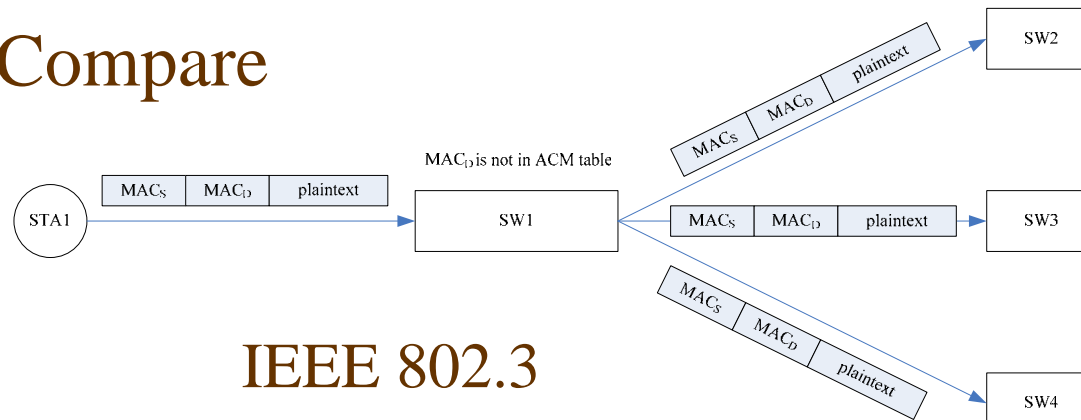 Compare
SW2
MAC_S MAC_D plaintext
MAC_D is not in ACM table
MAC_S MAC_D plaintext
STA1
SW1
MAC_S MAC_D plaintext
SW3
MAC_S MAC_D plaintext
IEEE 802.3
SW4